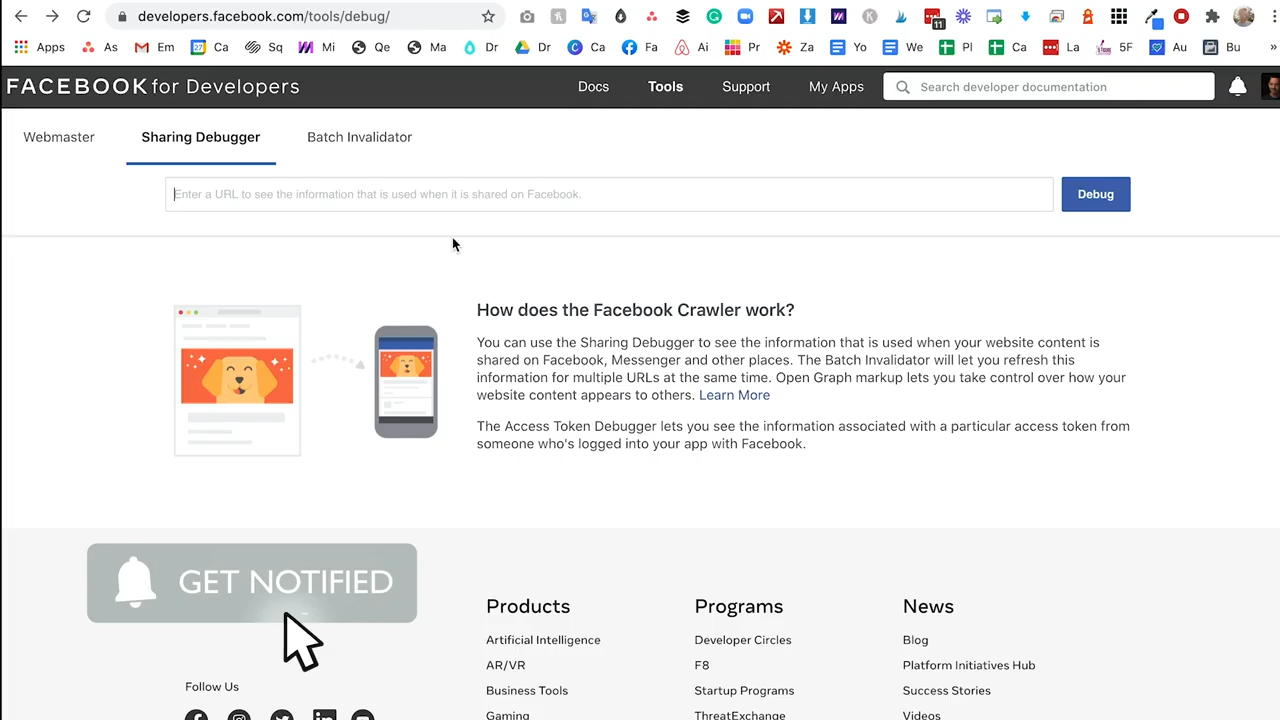 developers.facebook.com/tools/debug/
11
Apps As Em 27 Ca Sq Mi Qe Ma Dr Dr Ca Fa Ai Pr Za Yo We Pl Ca La 5F Au Bu »
FACEBOOK for Developers
Docs Tools Support My Apps Search developer documentation
Webmaster Sharing Debugger Batch Invalidator
Enter a URL to see the information that is used when it is shared on Facebook.
Debug
How does the Facebook Crawler work?
You can use the Sharing Debugger to see the information that is used when your website content is
shared on Facebook, Messenger and other places. The Batch Invalidator will let you refresh this
information for multiple URLs at the same time. Open Graph markup lets you take control over how your
website content appears to others. Learn More
The Access Token Debugger lets you see the information associated with a particular access token from
someone who's logged into your app with Facebook.
GET NOTIFIED
Follow Us
Products
Artificial Intelligence
AR/VR
Business Tools
Gaming
Programs
Developer Circles
F8
Startup Programs
ThreatExchange
News
Blog
Platform Initiatives Hub
Success Stories
Videos